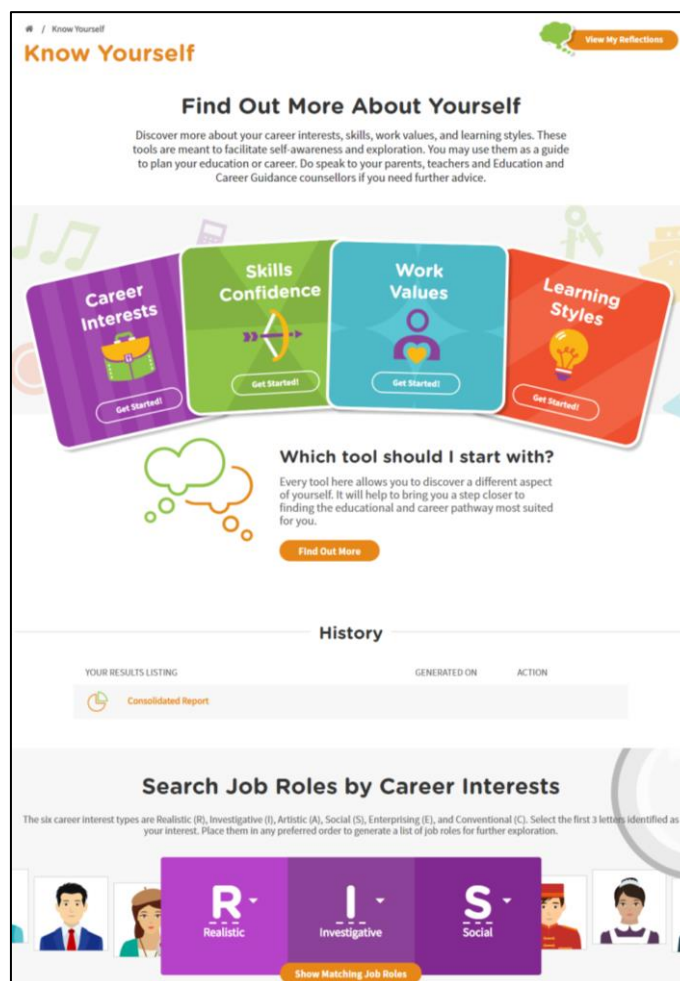 / Know Yourself
Know Yourself
View My Reflections
Find Out More About Yourself
Discover more about your career interests, skills, work values, and learning styles. These
tools are meant to facilitate self-awareness and exploration. You may use them as a guide
to plan your education or career. Do speak to your parents, teachers and Education and
Career Guidance counsellors if you need further advice.
Career
Interests
Get Started!
Skills
Confidence
Get Started!
Work
Values
Get Started!
Learning
Styles
Get Started!
Which tool should I start with?
Every tool here allows you to discover a different aspect
of yourself. It will help to bring you a step closer to
finding the educational and career pathway most suited
for you.
Find Out More
History
YOUR RESULTS LISTING GENERATED ON ACTION
Consolidated Report
Search Job Roles by Career Interests
The six career interest types are Realistic (R), Investigative (I), Artistic (A), Social (S), Enterprising (E), and Conventional (C). Select the first 3 letters identified as
your interest. Place them in any preferred order to generate a list of job roles for further exploration.
R I S
Realistic Investigative Social
Show Matching Job Roles